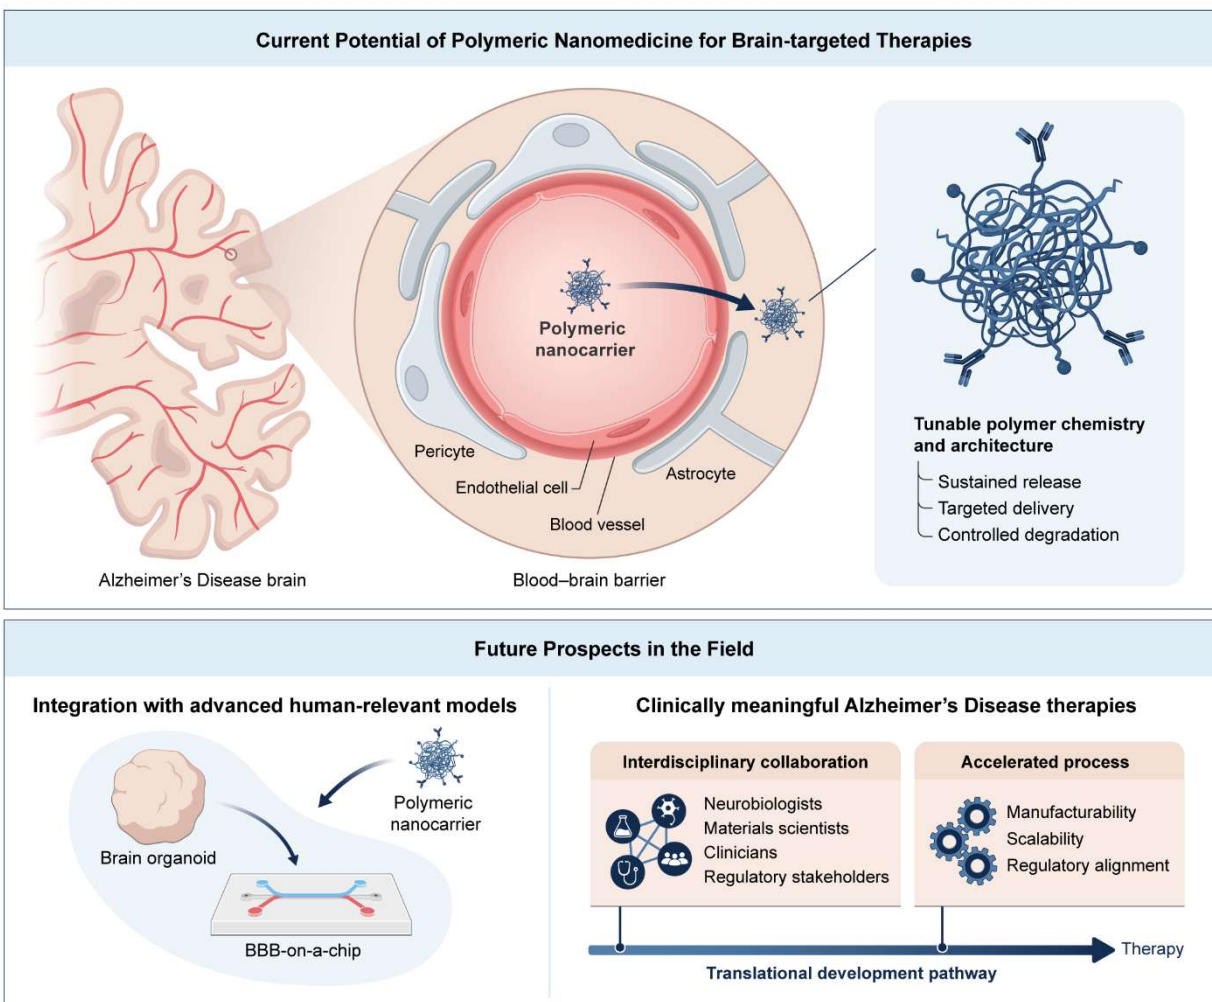 Current Potential of Polymeric Nanomedicine for Brain-targeted Therapies
Polymeric
nanocarrier
Pericyte
Endothelial cell
Blood vessel
Astrocyte
Alzheimer’s Disease brain
Blood–brain barrier
Tunable polymer chemistry
and architecture
Sustained release
Targeted delivery
Controlled degradation
Future Prospects in the Field
Integration with advanced human-relevant models
Brain organoid
Polymeric
nanocarrier
BBB-on-a-chip
Clinically meaningful Alzheimer’s Disease therapies
Interdisciplinary collaboration
Neurobiologists
Materials scientists
Clinicians
Regulatory stakeholders
Accelerated process
Manufacturability
Scalability
Regulatory alignment
Therapy
Translational development pathway